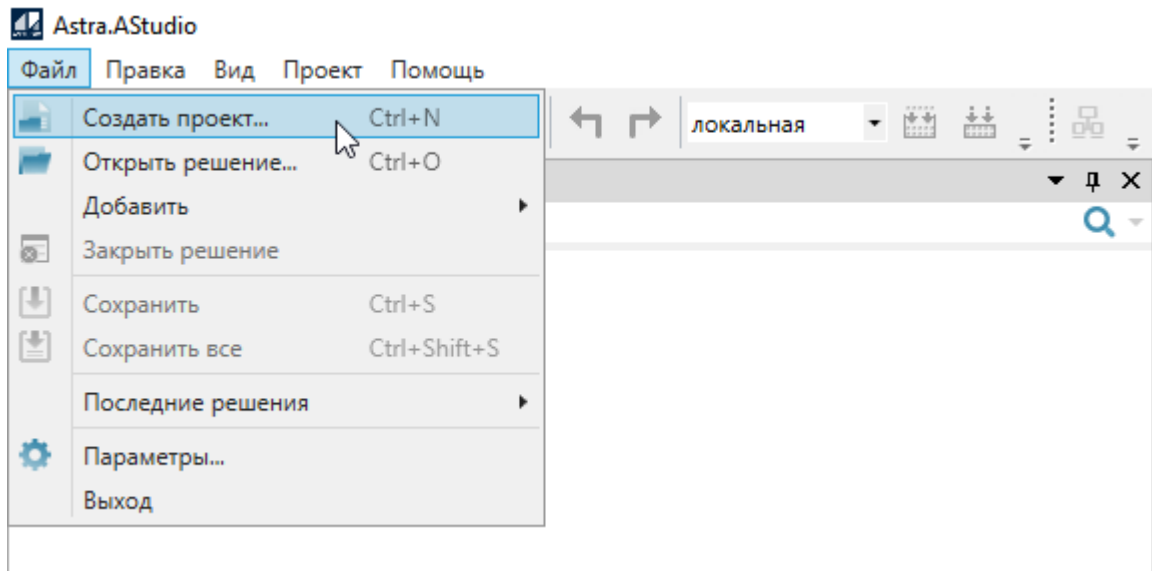 Astra.AStudio
Файл Правка Вид Проект Помощь
Создать проект... Ctrl+N
локальная
Открыть решение... Ctrl+O
Добавить
Закрыть решение
Сохранить Ctrl+S
Сохранить все Ctrl+Shift+S
Последние решения
Параметры...
Выход